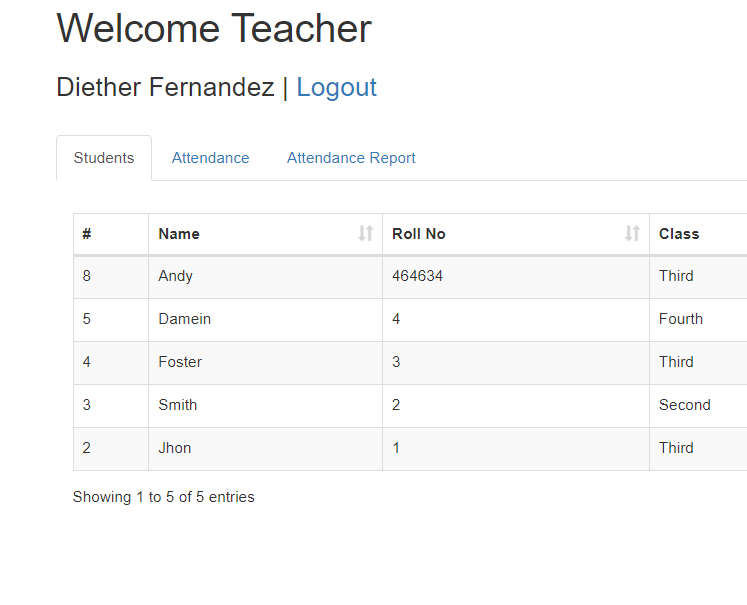 Welcome Teacher
Diether Fernandez | Logout
Students Attendance Attendance Report
# Name Roll No Class
8 Andy 464634 Third
5 Damein 4 Fourth
4 Foster 3 Third
3 Smith 2 Second
2 Jhon 1 Third
Showing 1 to 5 of 5 entries